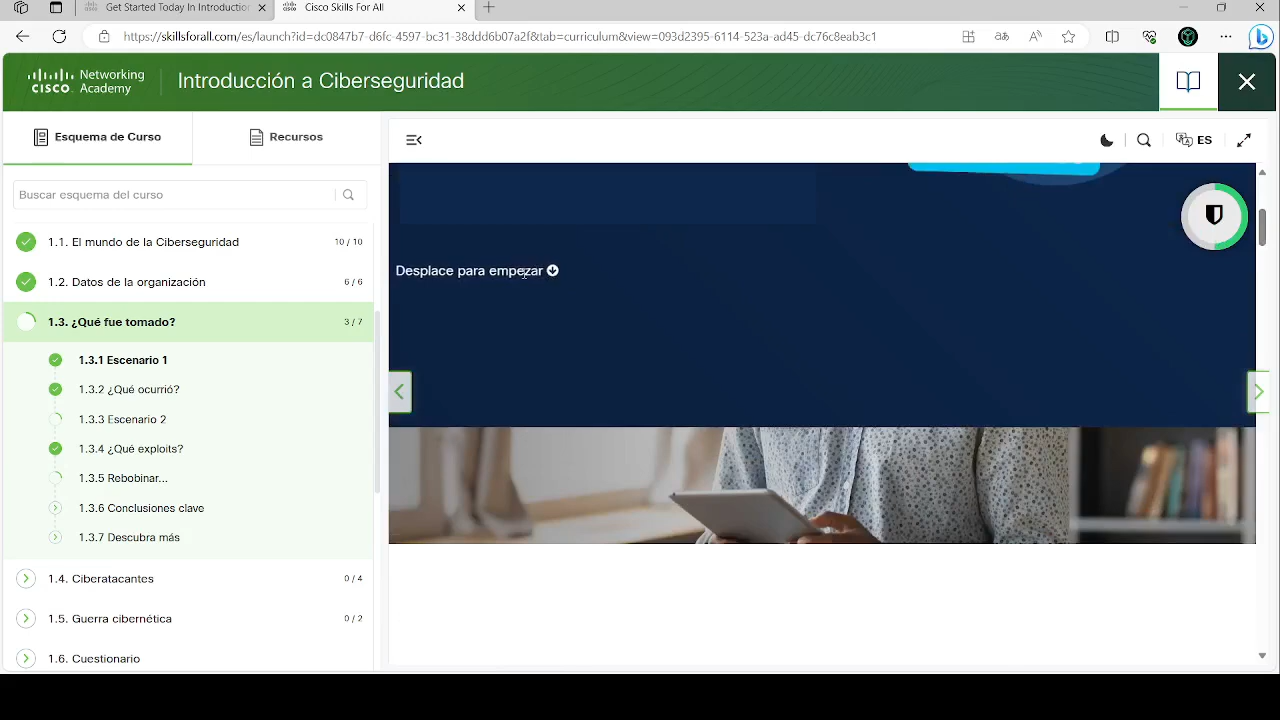 Get Started Today In Introduction
Cisco Skills For All
https://skillsforall.com/es/launch?id=dc0847b7-d6fc-4597-bc31-38ddd6b07a2f&tab=curriculum&view=093d2395-6114-523a-ad45-dc76c8eab3c1
CISCO Networking Academy
Introducción a Ciberseguridad
Esquema de Curso
Recursos
ES
Buscar esquema del curso
1.1. El mundo de la Ciberseguridad 10 / 10
1.2. Datos de la organización 6 / 6
1.3. ¿Qué fue tomado? 3 / 7
1.3.1 Escenario 1
1.3.2 ¿Qué ocurrió?
1.3.3 Escenario 2
1.3.4 ¿Qué exploits?
1.3.5 Rebobinar...
1.3.6 Conclusiones clave
1.3.7 Descubra más
1.4. Ciberatacantes 0 / 4
1.5. Guerra cibernética 0 / 2
1.6. Cuestionario
Desplace para empezar